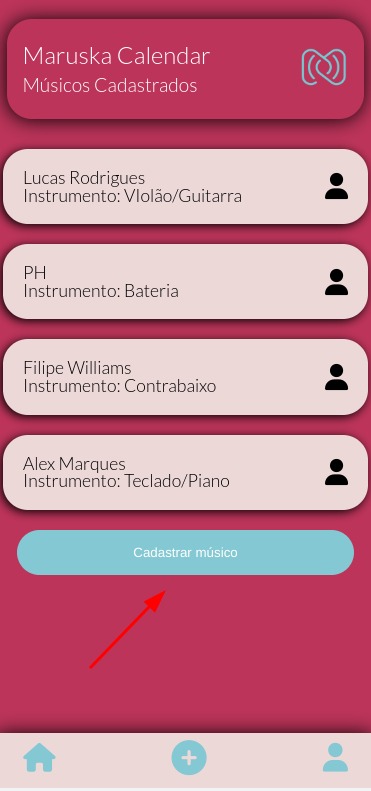 Maruska Calendar
Músicos Cadastrados
Lucas Rodrigues
Instrumento: VIolão/Guitarra
PH
Instrumento: Bateria
Filipe Williams
Instrumento: Contrabaixo
Alex Marques
Instrumento: Teclado/Piano
Cadastrar músico